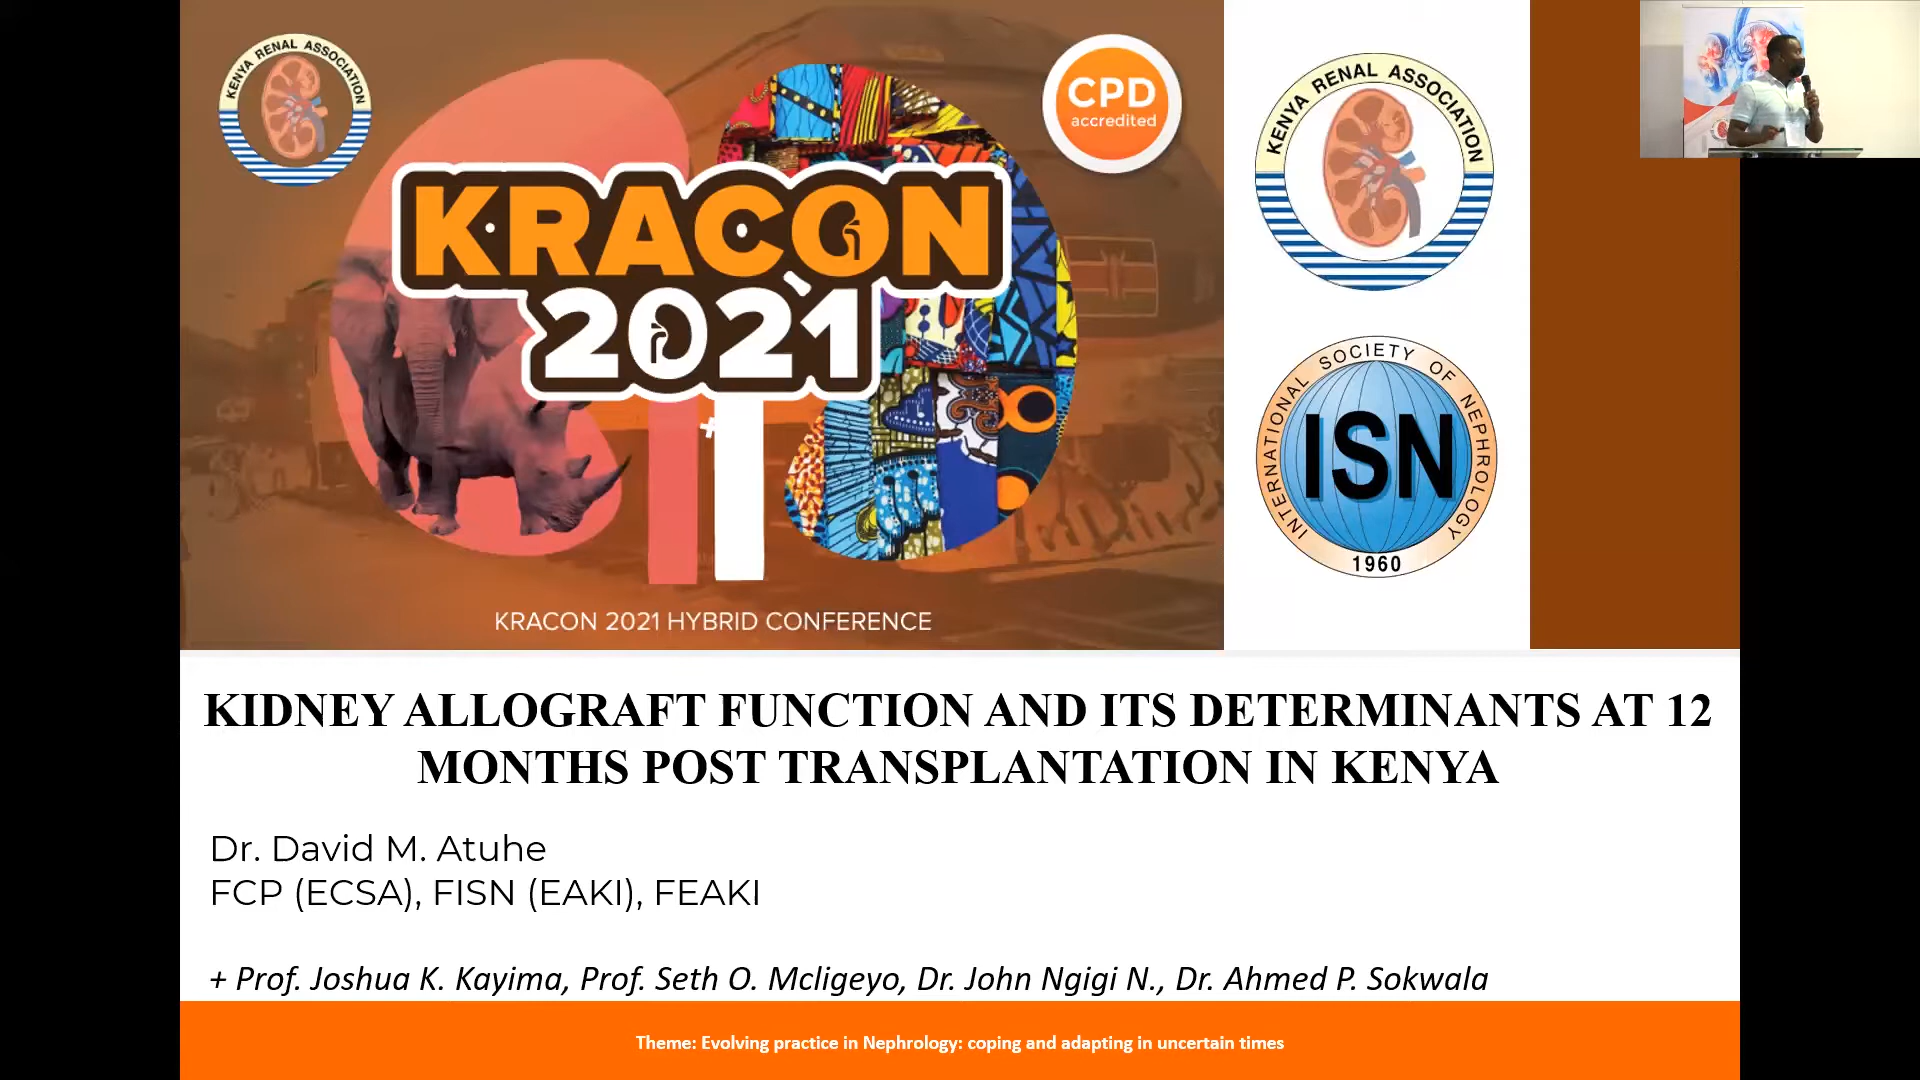 KENYA RENAL ASSOCIATION
CPD
accredited
KRACON
2021
KRACON 2021 HYBRID CONFERENCE
KENYA RENAL ASSOCIATION
INTERNATIONAL SOCIETY OF NEPHROLOGY
ISN
1960
KIDNEY ALLOGRAFT FUNCTION AND ITS DETERMINANTS AT 12
MONTHS POST TRANSPLANTATION IN KENYA
Dr. David M. Atuhe
FCP (ECSA), FISN (EAKI), FEAKI
+ Prof. Joshua K. Kayima, Prof. Seth O. Mcligeyo, Dr. John Ngigi N., Dr. Ahmed P. Sokwala
Theme: Evolving practice in Nephrology: coping and adapting in uncertain times